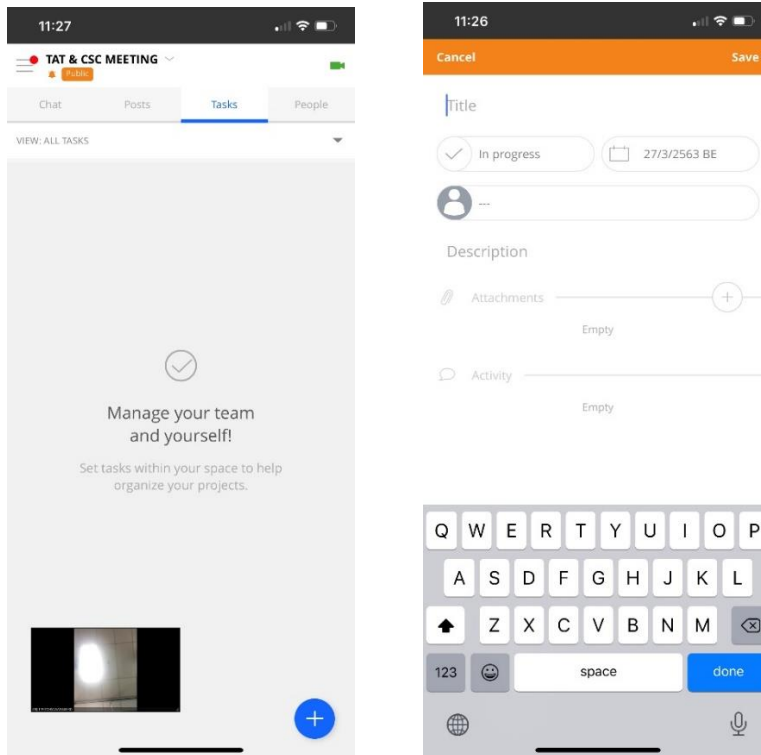 11:27
TAT & CSC MEETING
Public
Chat Posts Tasks People
VIEW: ALL TASKS
Manage your team
and yourself!
Set tasks within your space to help
organize your projects.
11:26
Cancel Save
Title
In progress 27/3/2563 BE
---
Description
Attachments
Empty
Activity
Empty
Q W E R T Y U I O P
A S D F G H J K L
Z X C V B N M
123 space done